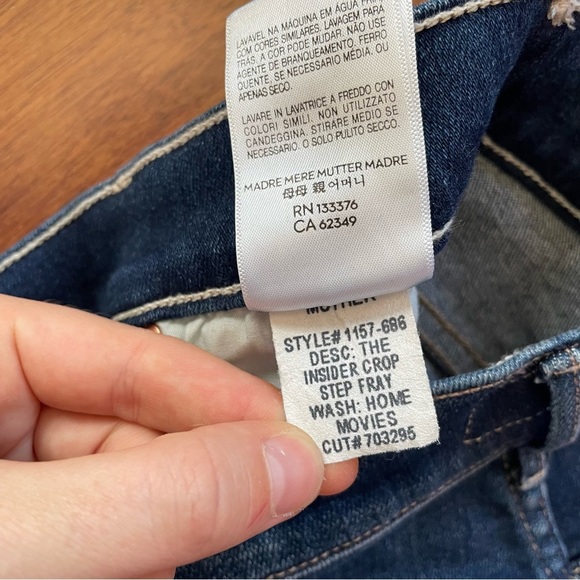 LAVÁVEL NA MÁQUINA EM ÁGUA FRIA
COM CORES SIMILARES. LAVAGEM PARA
TRÁS, A COR PODE MUDAR. NÃO USAR
AGENTE DE BRANQUEAMENTO, FERRO
QUENTE, SE NECESSÁRIO MÉDIA, OU
APENAS SECO.
LAVARE IN LAVATRICE A FREDDO CON
COLORI SIMILI. NON UTILIZZATO
CANDEGGINA. STIRARE MEDIO SE
NECESSARIO. O SOLO PULITO SECCO.
MADRE MERE MUTTER MADRE
母母 親 어머니
RN 133376
CA 62349
MOTHER
STYLE# 1157-686
DESC: THE
INSIDER CROP
STEP FRAY
WASH: HOME
MOVIES
CUT# 703295